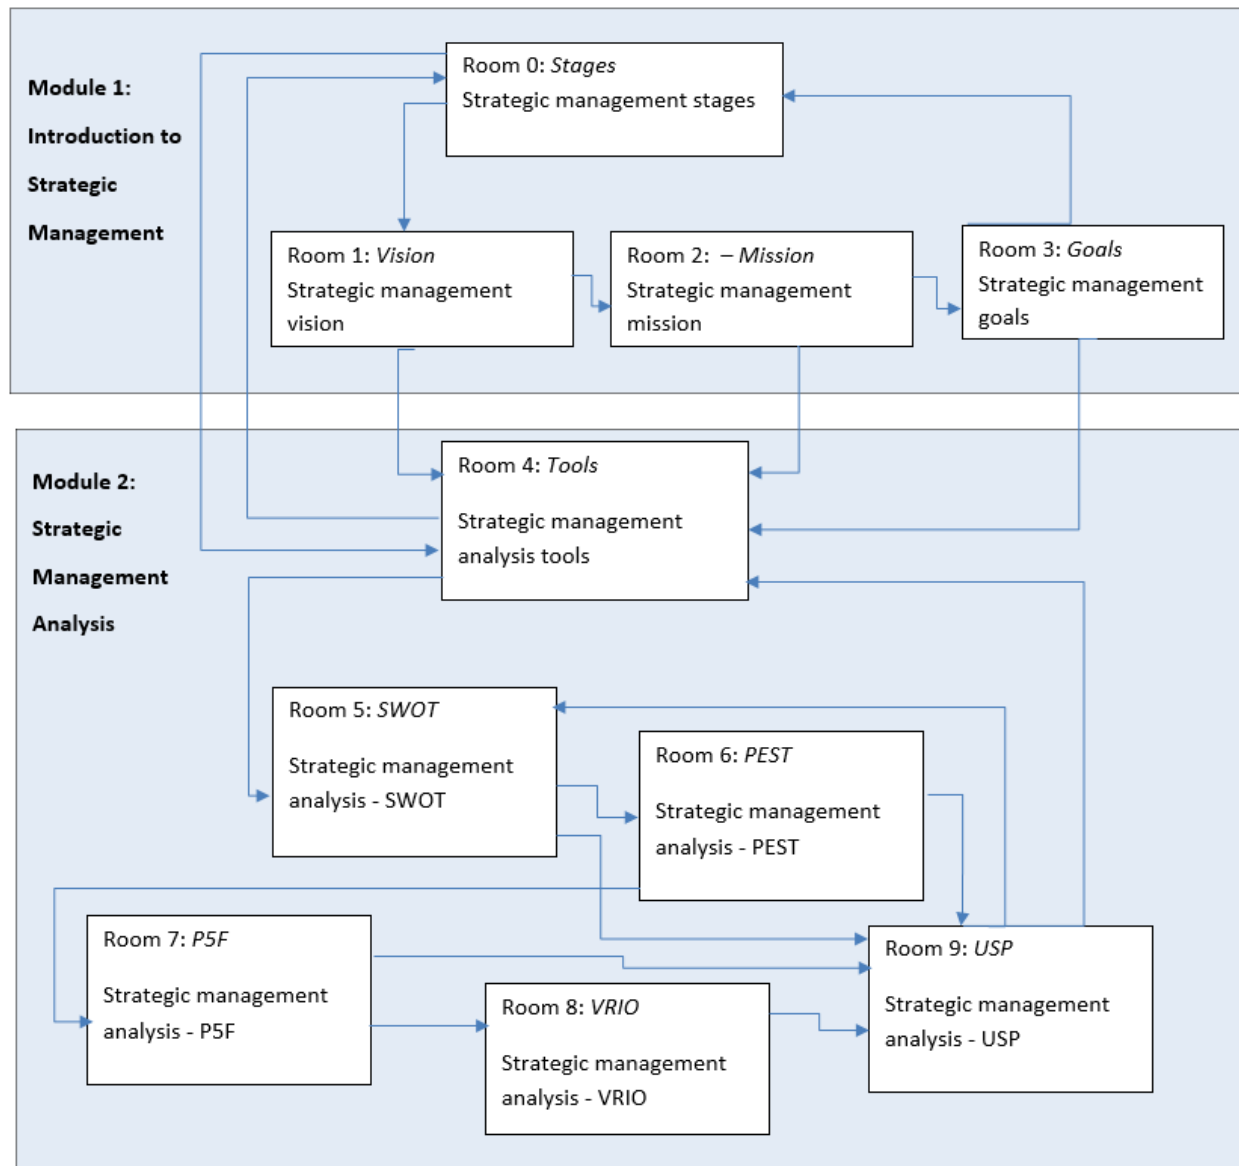 Module 1:
Introduction to
Strategic
Management
Room 0: Stages
Strategic management stages
Room 1: Vision
Strategic management
vision
Room 2:  – Mission
Strategic management
mission
Room 3: Goals
Strategic management
goals
Module 2:
Strategic
Management
Analysis
Room 4: Tools
Strategic management
analysis tools
Room 5: SWOT
Strategic management
analysis - SWOT
Room 6: PEST
Strategic management
analysis - PEST
Room 7: P5F
Strategic management
analysis - P5F
Room 8: VRIO
Strategic management
analysis - VRIO
Room 9: USP
Strategic management
analysis - USP